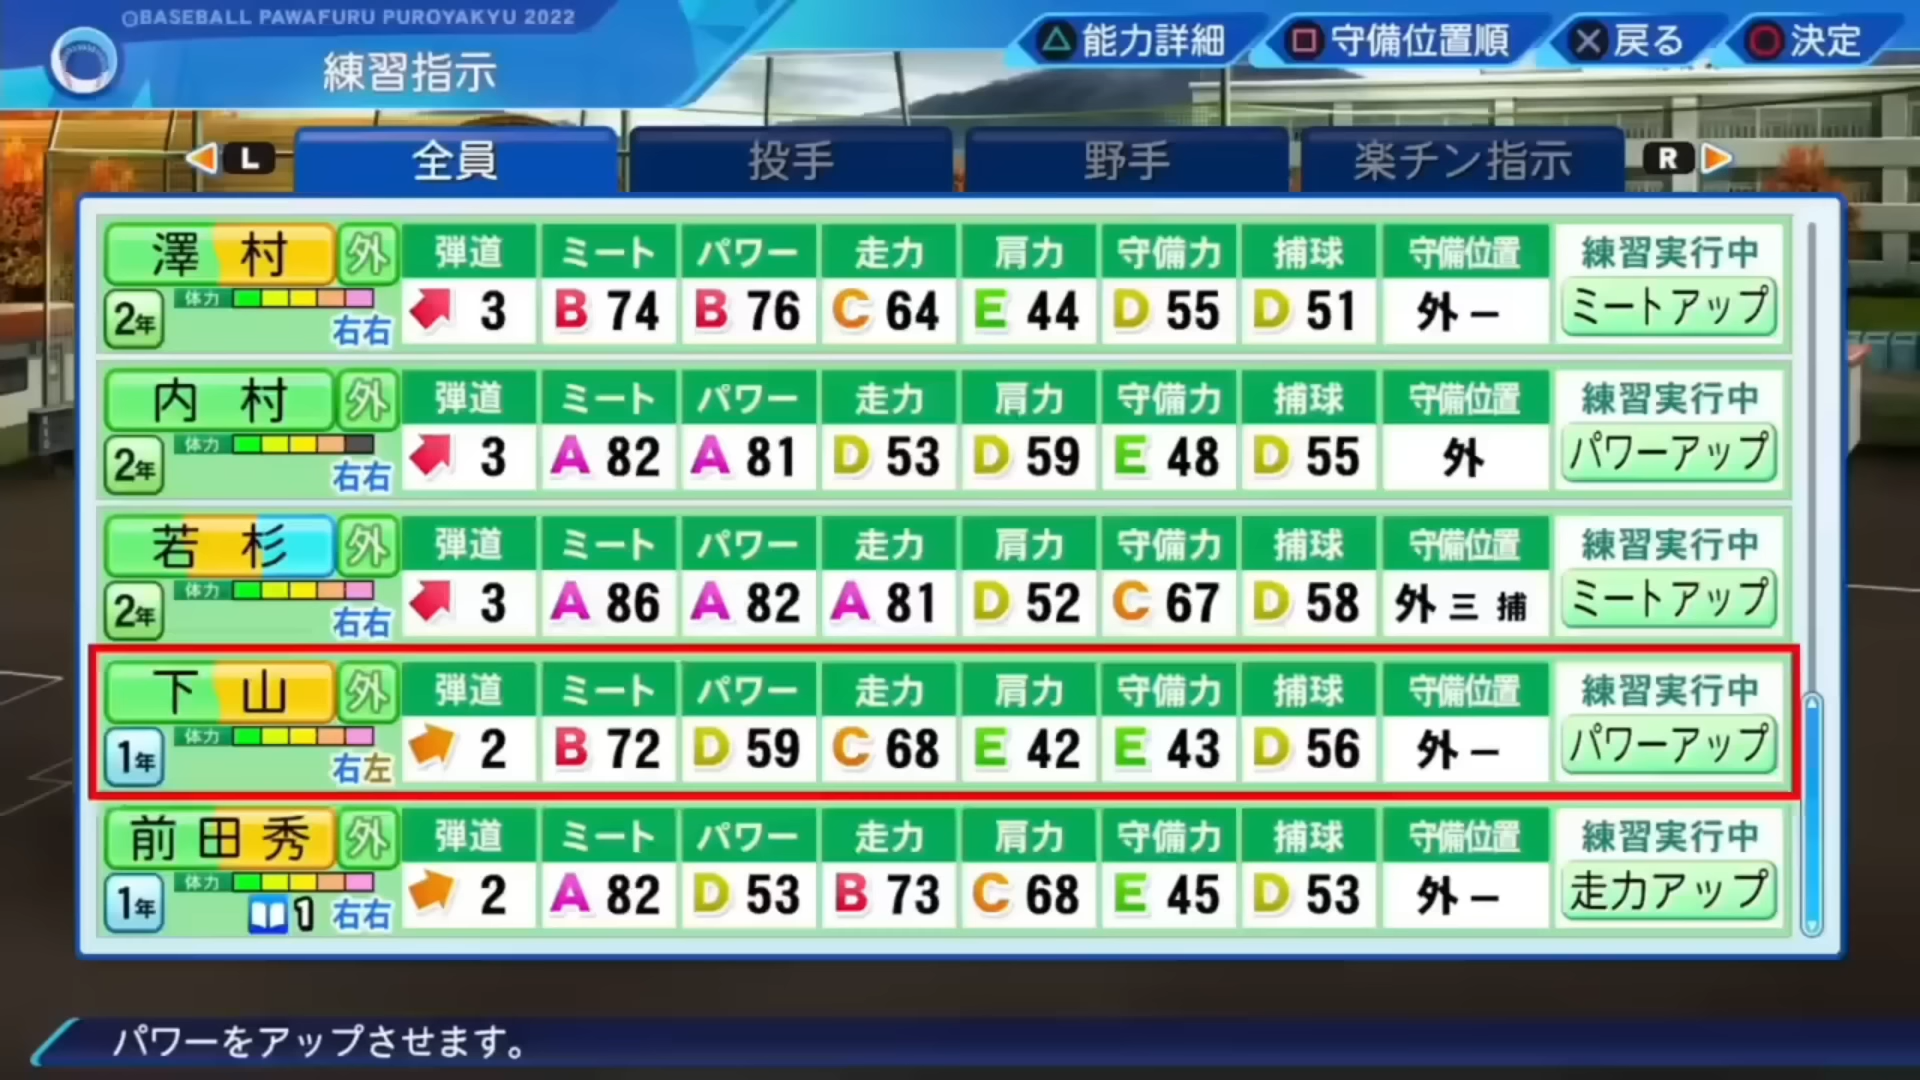 ©BASEBALL PAWAFURU PUROYAKYU 2022
練習指示
能力詳細 守備位置順 戻る 決定
L 全員 投手 野手 楽チン指示 R
澤村 外 弾道 ミート パワー 走力 肩力 守備力 捕球 守備位置 練習実行中
2年 体力 右右 3 B 74 B 76 C 64 E 44 D 55 D 51 外ー ミートアップ
内村 外 弾道 ミート パワー 走力 肩力 守備力 捕球 守備位置 練習実行中
2年 体力 右右 3 A 82 A 81 D 53 D 59 E 48 D 55 外 パワーアップ
若杉 外 弾道 ミート パワー 走力 肩力 守備力 捕球 守備位置 練習実行中
2年 体力 右右 3 A 86 A 82 A 81 D 52 C 67 D 58 外三捕 ミートアップ
下山 外 弾道 ミート パワー 走力 肩力 守備力 捕球 守備位置 練習実行中
1年 体力 右左 2 B 72 D 59 C 68 E 42 E 43 D 56 外ー パワーアップ
前田秀 外 弾道 ミート パワー 走力 肩力 守備力 捕球 守備位置 練習実行中
1年 体力 1 右右 2 A 82 D 53 B 73 C 68 E 45 D 53 外ー 走力アップ
パワーをアップさせます。